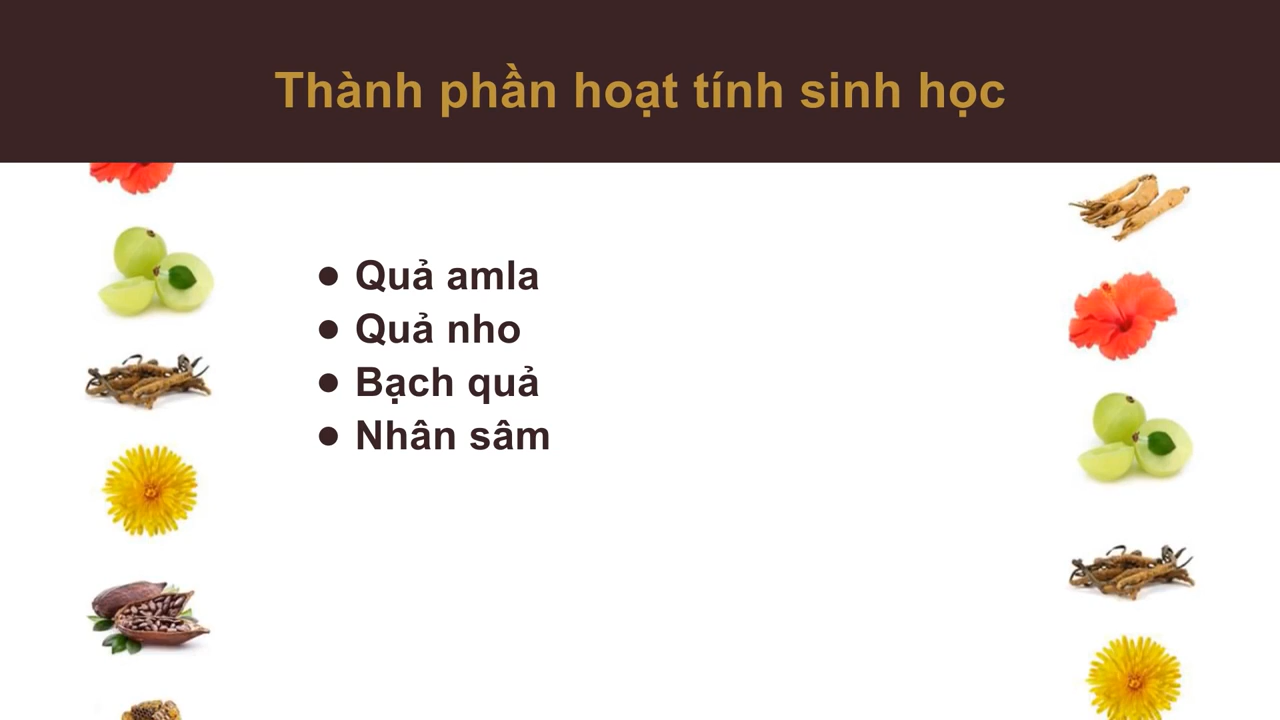 Thành phần hoạt tính sinh học
● Quả amla
● Quả nho
● Bạch quả
● Nhân sâm